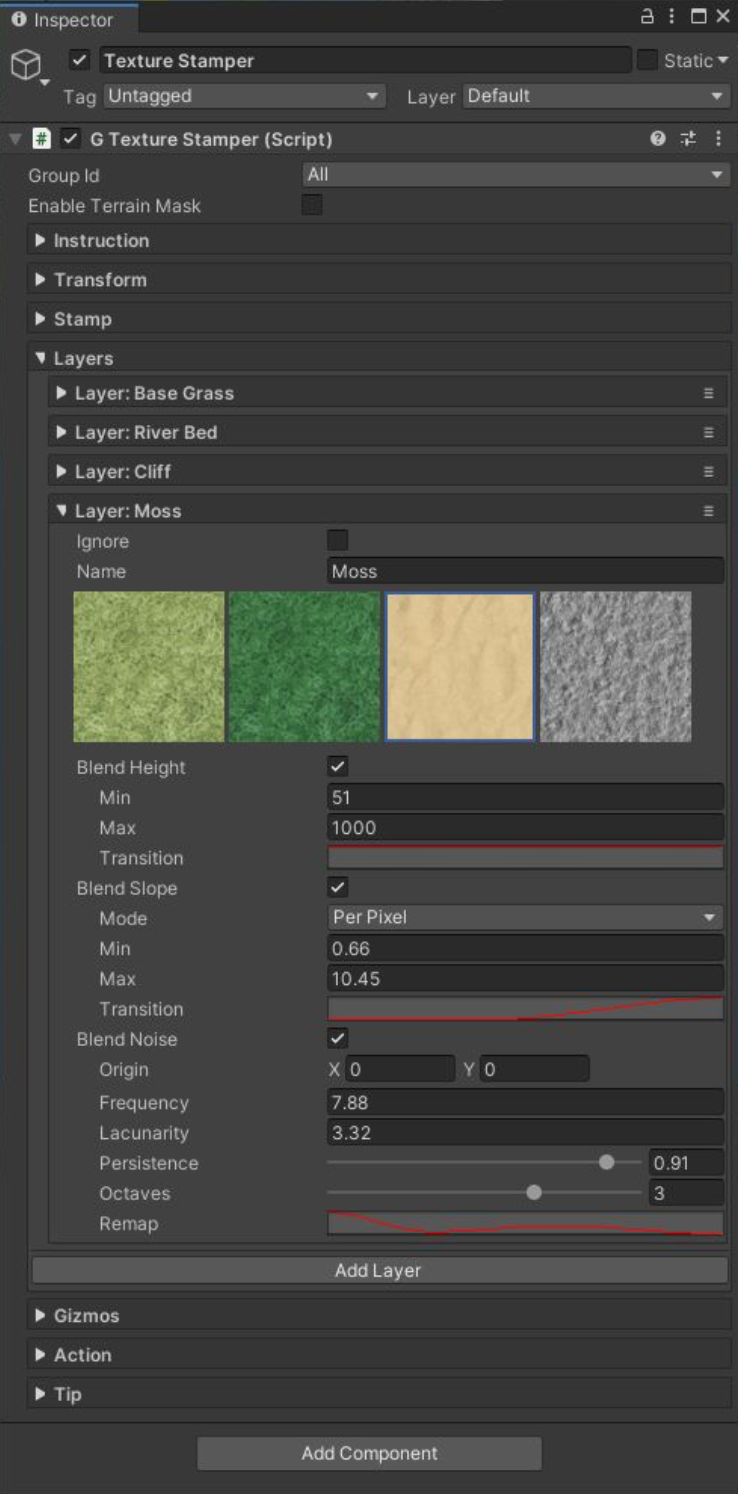 Inspector
Texture Stamper Static
Tag Untagged Layer Default
# G Texture Stamper (Script)
Group Id All
Enable Terrain Mask
Instruction
Transform
Stamp
Layers
Layer: Base Grass
Layer: River Bed
Layer: Cliff
Layer: Moss
Ignore
Name Moss
Blend Height
Min 51
Max 1000
Transition
Blend Slope
Mode Per Pixel
Min 0.66
Max 10.45
Transition
Blend Noise
Origin X 0 Y 0
Frequency 7.88
Lacunarity 3.32
Persistence 0.91
Octaves 3
Remap
Add Layer
Gizmos
Action
Tip
Add Component